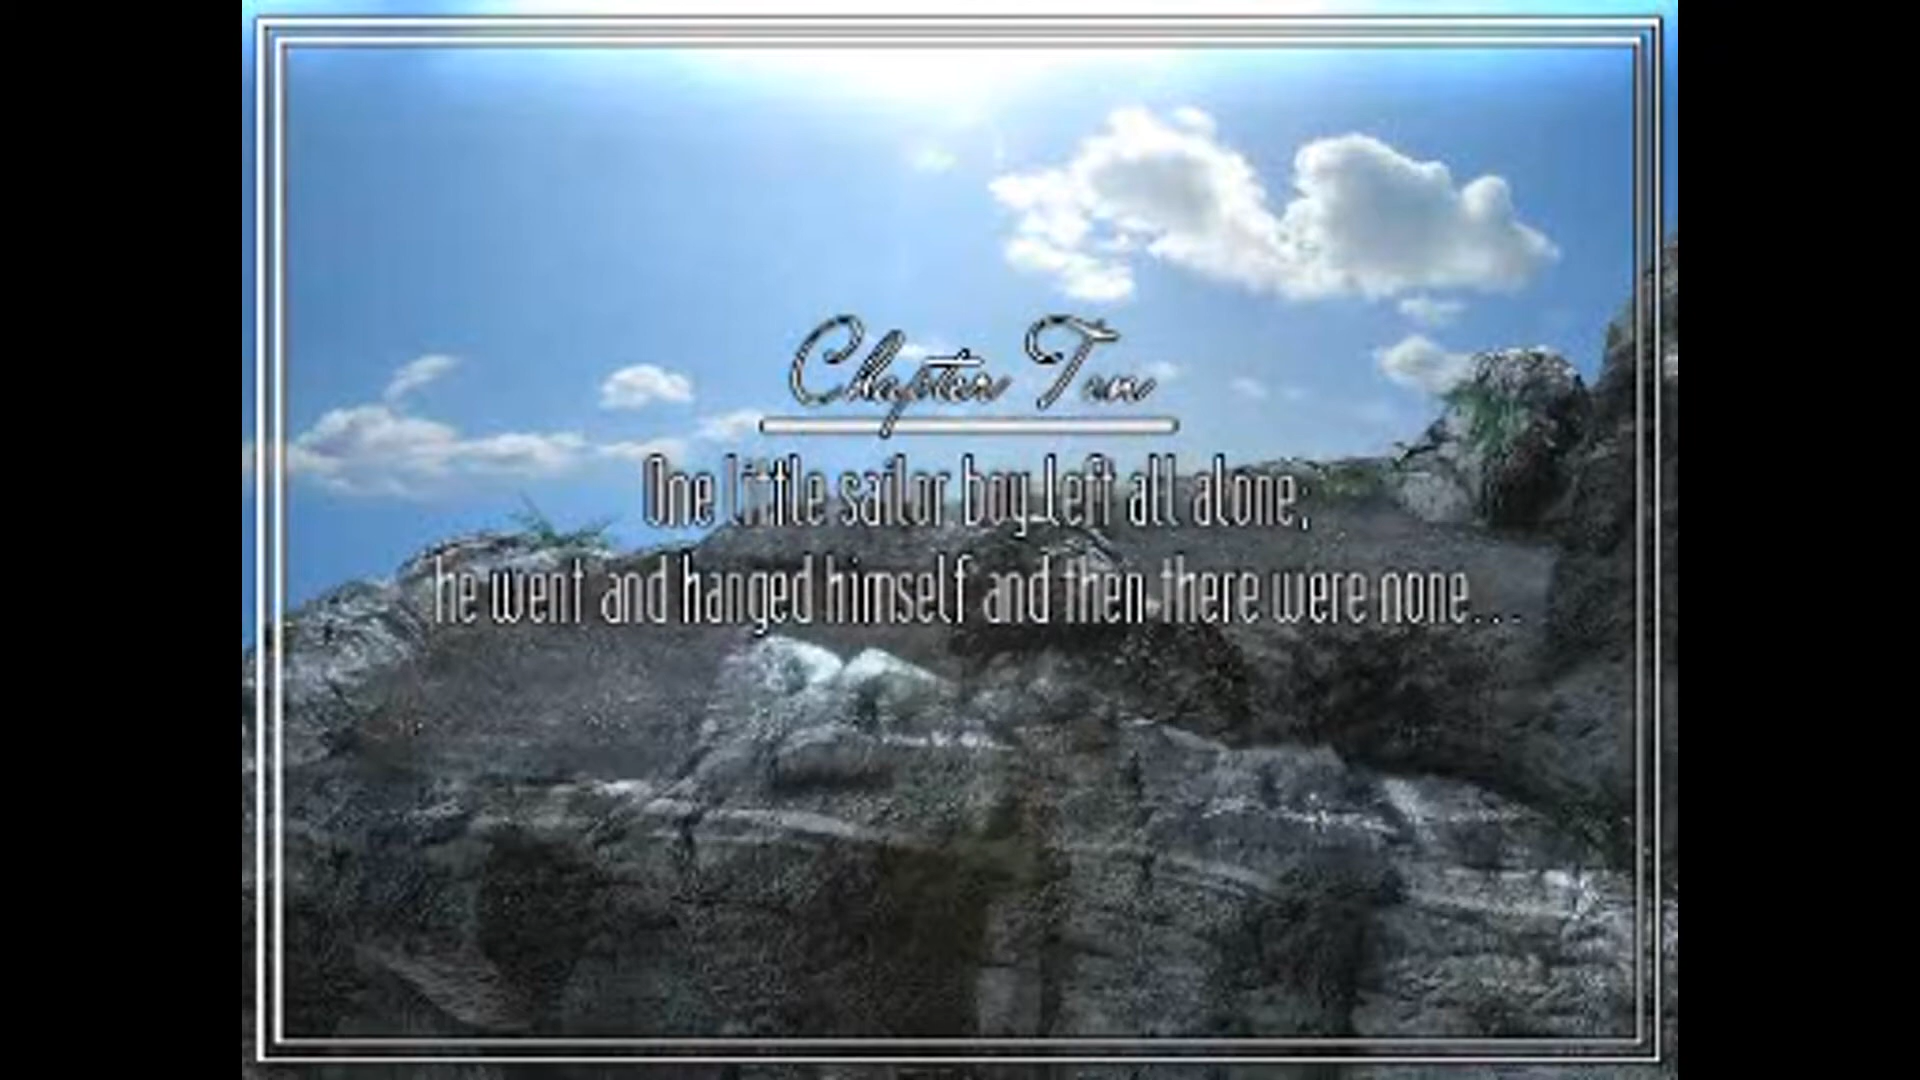 Chapter Ten
One little sailor boy left all alone;
he went and hanged himself and then there were none...